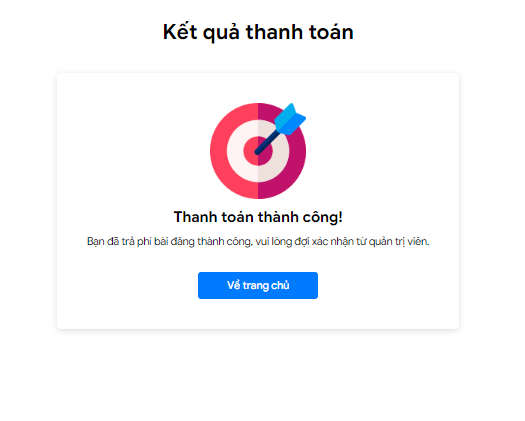 Kết quả thanh toán
Thanh toán thành công!
Bạn đã trả phí bài đăng thành công, vui lòng đợi xác nhận từ quản trị viên.
Về trang chủ